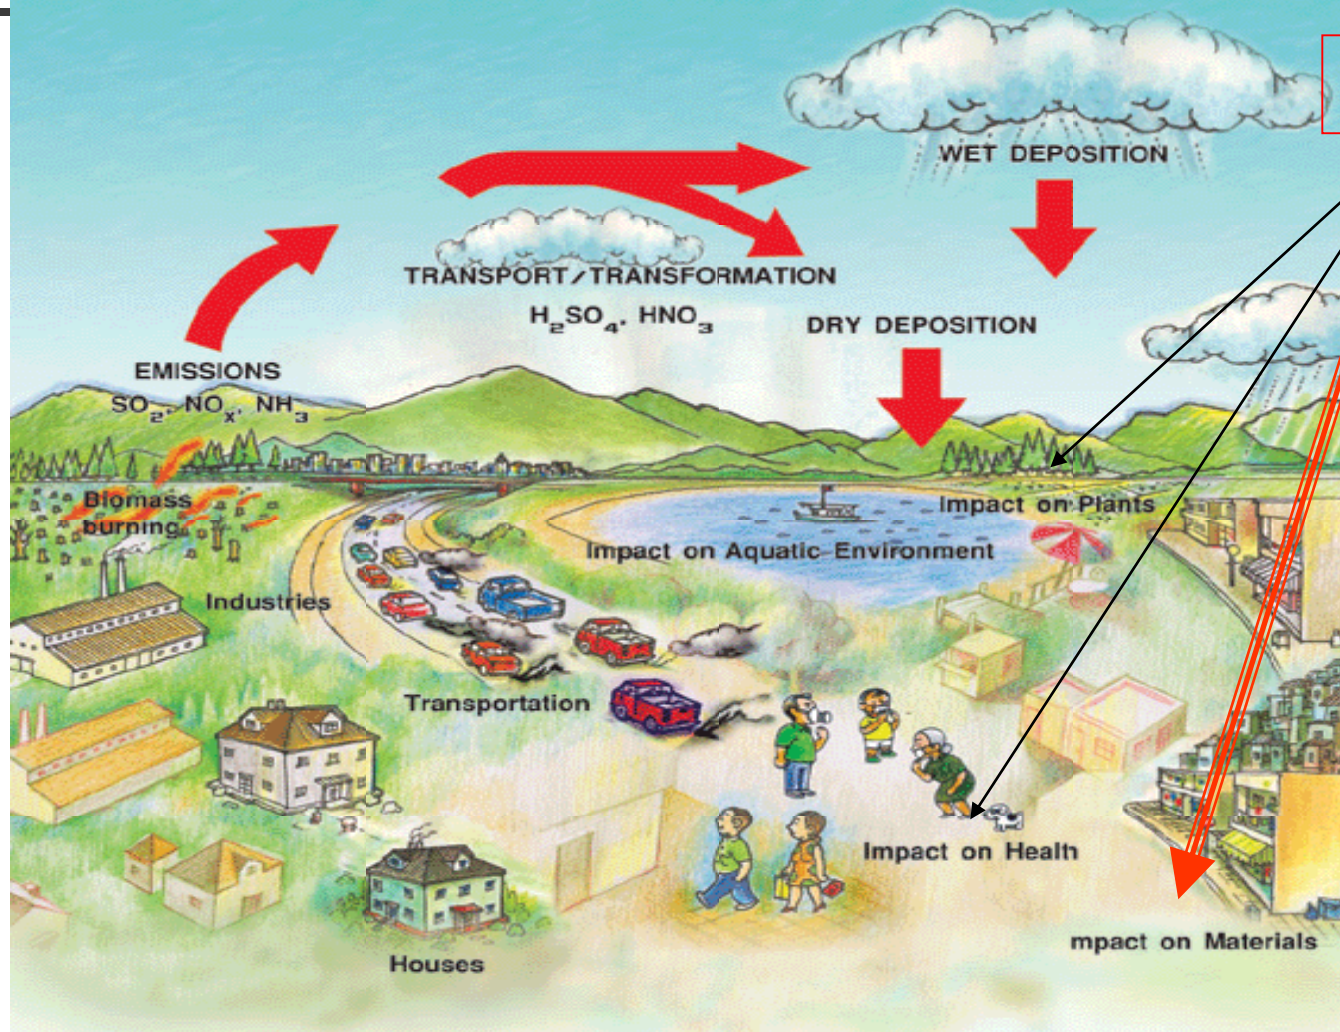 WET DEPOSITION
TRANSPORT/TRANSFORMATION
H₂SO₄, HNO₃
DRY DEPOSITION
EMISSIONS
SO₂, NOₓ, NH₃
Biomass
burning
Impact on Plants
Impact on Aquatic Environment
Industries
Transportation
Impact on Health
mpact on Materials
Houses